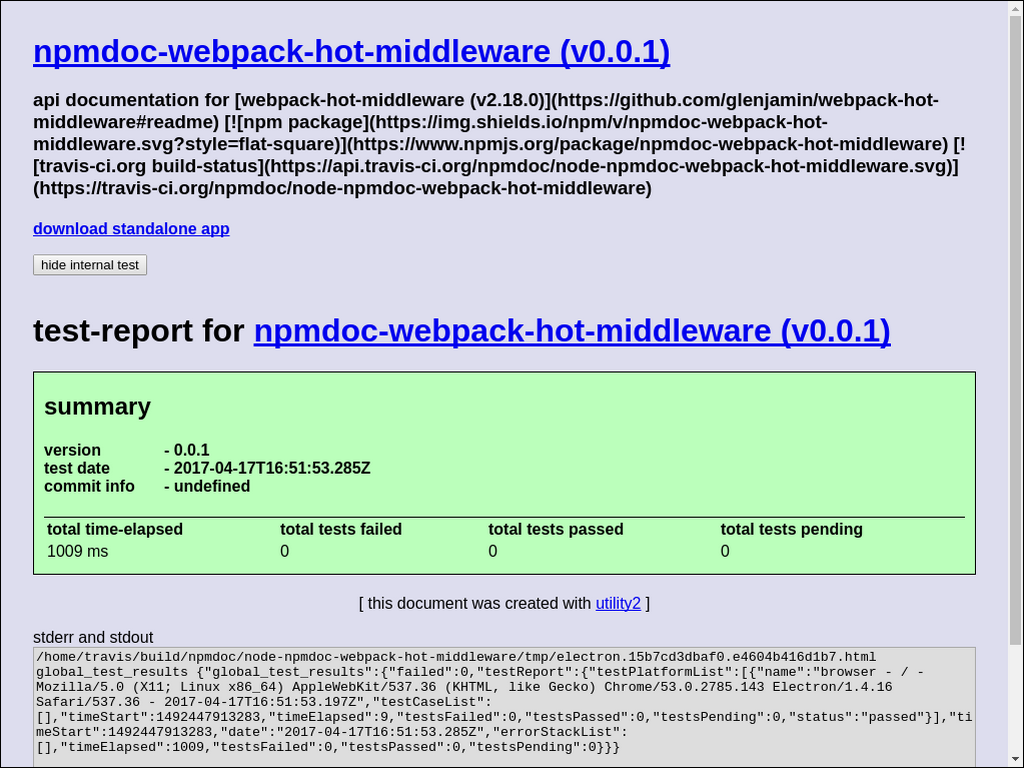 npmdoc-webpack-hot-middleware (v0.0.1)
api documentation for [webpack-hot-middleware (v2.18.0)](https://github.com/glenjamin/webpack-hot-
middleware#readme) [![npm package](https://img.shields.io/npm/v/npmdoc-webpack-hot-
middleware.svg?style=flat-square)](https://www.npmjs.org/package/npmdoc-webpack-hot-middleware) [!
[travis-ci.org build-status](https://api.travis-ci.org/npmdoc/node-npmdoc-webpack-hot-middleware.svg)]
(https://travis-ci.org/npmdoc/node-npmdoc-webpack-hot-middleware)
download standalone app
hide internal test
test-report for npmdoc-webpack-hot-middleware (v0.0.1)
summary
version - 0.0.1
test date - 2017-04-17T16:51:53.285Z
commit info - undefined
total time-elapsed total tests failed total tests passed total tests pending
1009 ms 0 0 0
[ this document was created with utility2 ]
stderr and stdout
/home/travis/build/npmdoc/node-npmdoc-webpack-hot-middleware/tmp/electron.15b7cd3dbaf0.e4604b416d1b7.html
global_test_results {"global_test_results":{"failed":0,"testReport":{"testPlatformList":[{"name":"browser - / -
Mozilla/5.0 (X11; Linux x86_64) AppleWebKit/537.36 (KHTML, like Gecko) Chrome/53.0.2785.143 Electron/1.4.16
Safari/537.36 - 2017-04-17T16:51:53.197Z","testCaseList":
[],"timeStart":1492447913283,"timeElapsed":9,"testsFailed":0,"testsPassed":0,"testsPending":0,"status":"passed"}],"ti
meStart":1492447913283,"date":"2017-04-17T16:51:53.285Z","errorStackList":
[],"timeElapsed":1009,"testsFailed":0,"testsPassed":0,"testsPending":0}}}